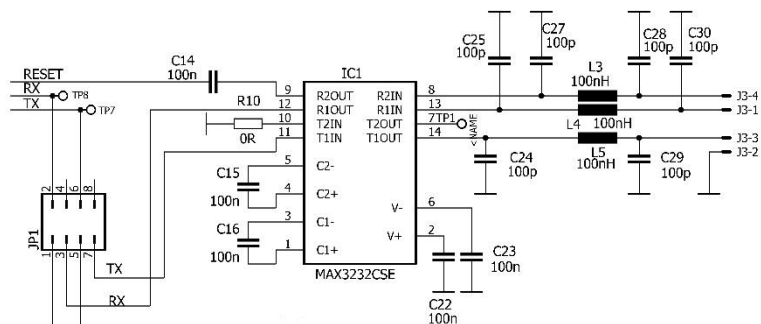 C25
100p
C27
100p
C28
100p
C30
100p
C14
100n
IC1
L3
100nH
RESET
RX
TP8
TX
TP7
R10
0R
9
12
10
11
R2OUT
R1OUT
T2IN
T1IN
R2IN
R1IN
T2OUT
T1OUT
8
13
7
TP1
14
<NAME
J3-4
J3-1
100nH
L4
J3-3
J3-2
L5
100nH
C24
100p
C29
100p
C15
100n
5
4
C2-
C2+
C16
100n
3
1
C1-
C1+
V-
V+
6
2
C23
100n
C22
100n
MAX3232CSE
2
4
6
8
JP1
1
3
5
7
TX
RX